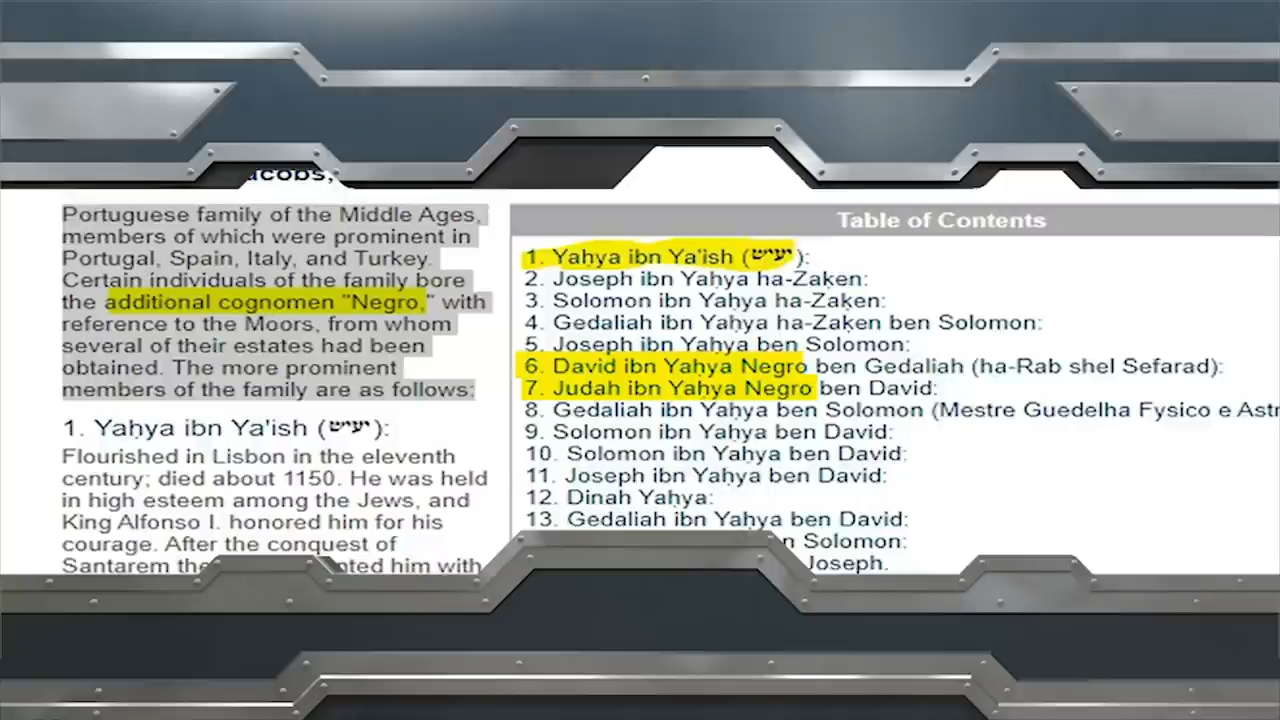 acobs,
Portuguese family of the Middle Ages,
members of which were prominent in
Portugal, Spain, Italy, and Turkey.
Certain individuals of the family bore
the additional cognomen "Negro," with
reference to the Moors, from whom
several of their estates had been
obtained. The more prominent
members of the family are as follows:
1. Yaḥya ibn Ya'ish (יעיש):
Flourished in Lisbon in the eleventh
century; died about 1150. He was held
in high esteem among the Jews, and
King Alfonso I. honored him for his
courage. After the conquest of
Santarem the nted him with
Table of Contents
1. Yaḥya ibn Ya'ish (יעיש):
2. Joseph ibn Yaḥya ha-Zaḳen:
3. Solomon ibn Yaḥya ha-Zaḳen:
4. Gedaliah ibn Yaḥya ha-Zaḳen ben Solomon:
5. Joseph ibn Yaḥya ben Solomon:
6. David ibn Yaḥya Negro ben Gedaliah (ha-Rab shel Sefarad):
7. Judah ibn Yaḥya Negro ben David:
8. Gedaliah ibn Yaḥya ben Solomon (Mestre Guedelha Fysico e Astr
9. Solomon ibn Yaḥya ben David:
10. Solomon ibn Yaḥya ben David:
11. Joseph ibn Yaḥya ben David:
12. Dinah Yaḥya:
13. Gedaliah ibn Yaḥya ben David:
n Solomon:
Joseph.